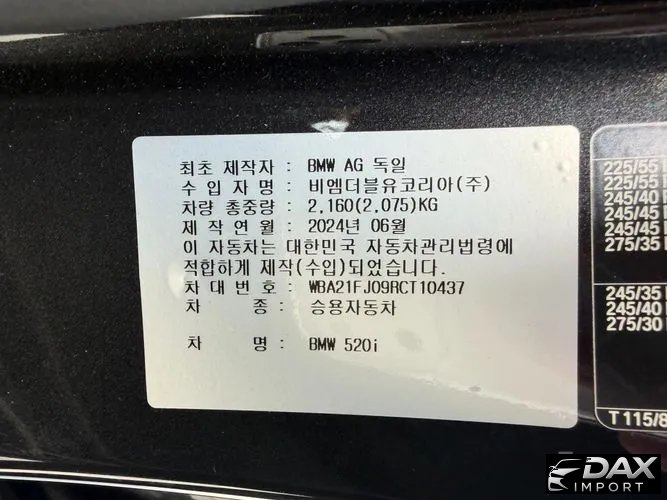 최초 제작자 : BMW AG 독일
수 입 자 명 : 비엠더블유코리아(주)
차량 총중량 : 2,160(2,075)KG
제 작 연 월 : 2024년 06월
이 자동차는 대한민국 자동차관리법령에
적합하게 제작(수입)되었습니다.
차 대 번 호 : WBA21FJ09RCT10437
차 종 : 승용자동차
차 명 : BMW 520i
225/55
225/55
245/40
245/45
245/45
275/35
245/35
245/40
275/30
T115/8
DAX
IMPORT